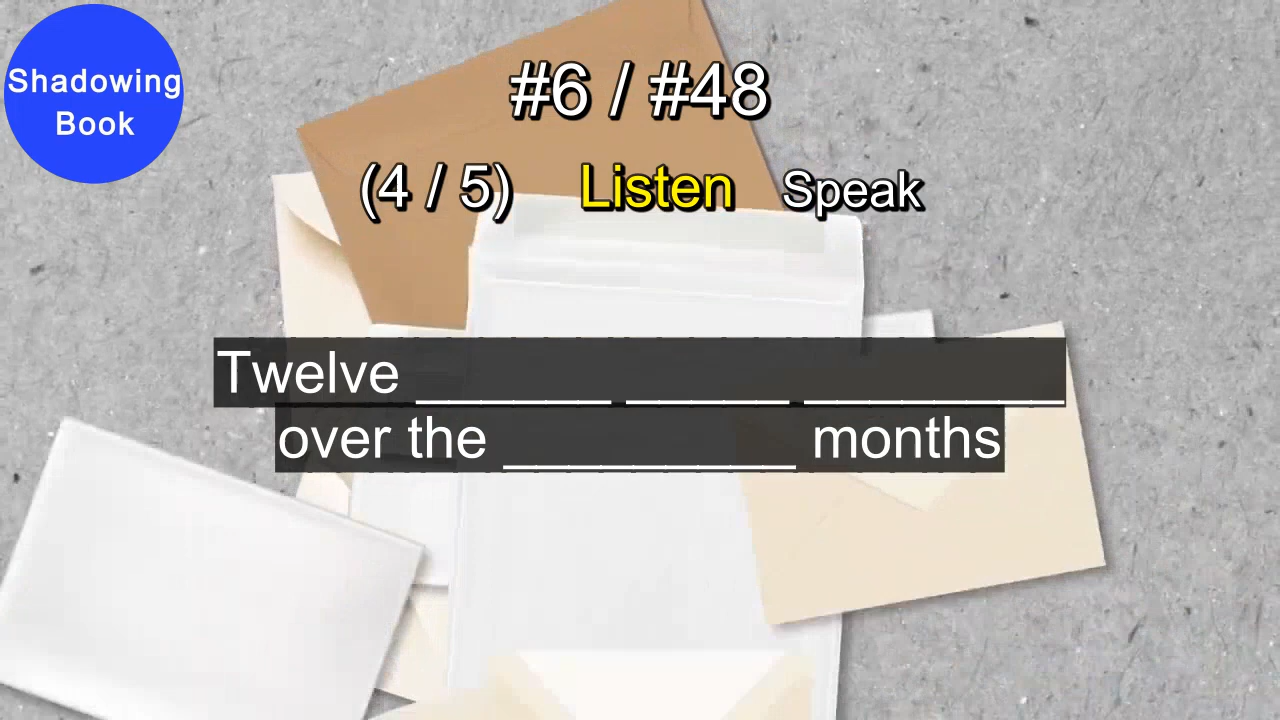 Shadowing
Book
#6 / #48
(4 / 5) Listen Speak
Twelve ______ _____ ________
over the _________ months